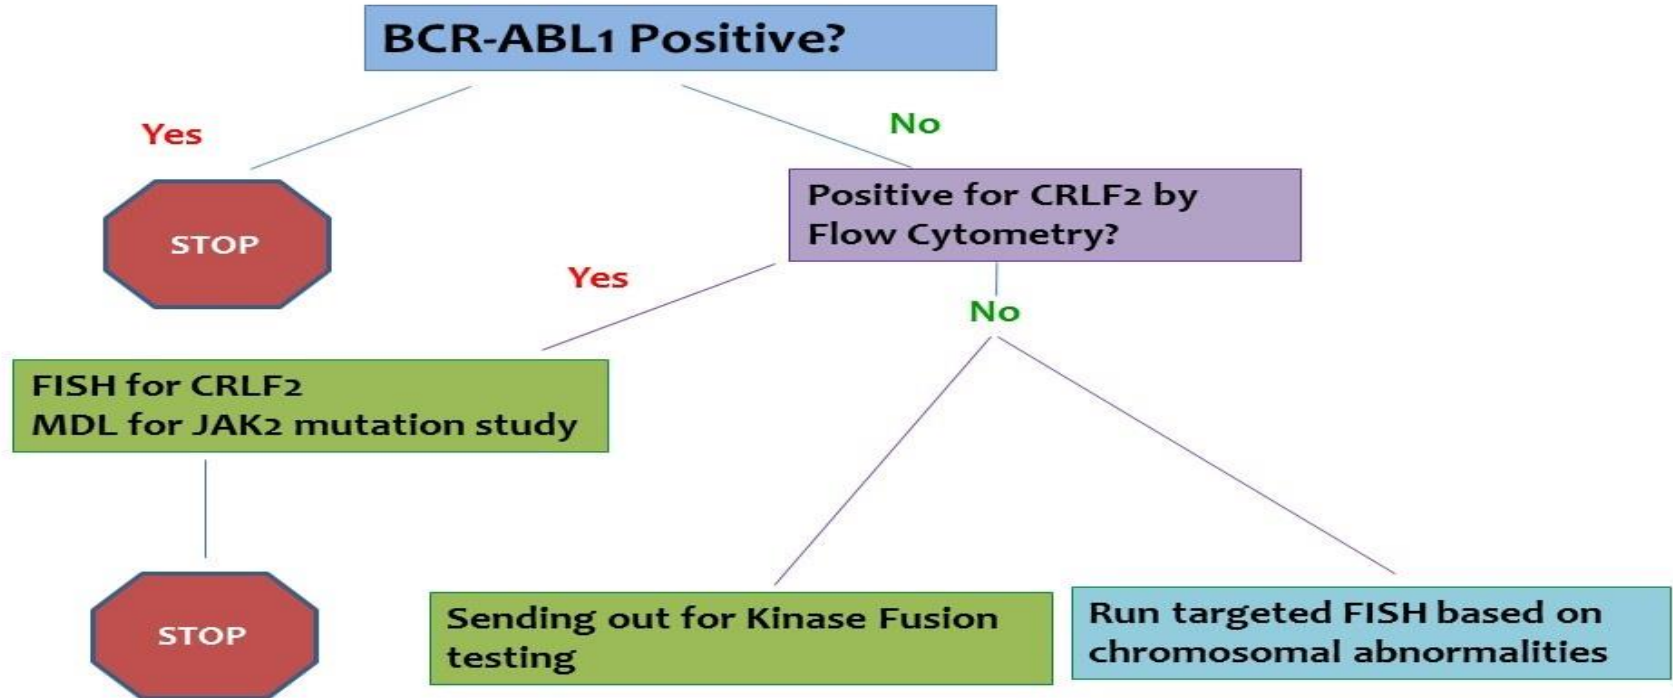 BCR-ABL1 Positive?
Yes
No
STOP
Positive for CRLF2 by
Flow Cytometry?
Yes
No
FISH for CRLF2
MDL for JAK2 mutation study
STOP
Sending out for Kinase Fusion
testing
Run targeted FISH based on
chromosomal abnormalities